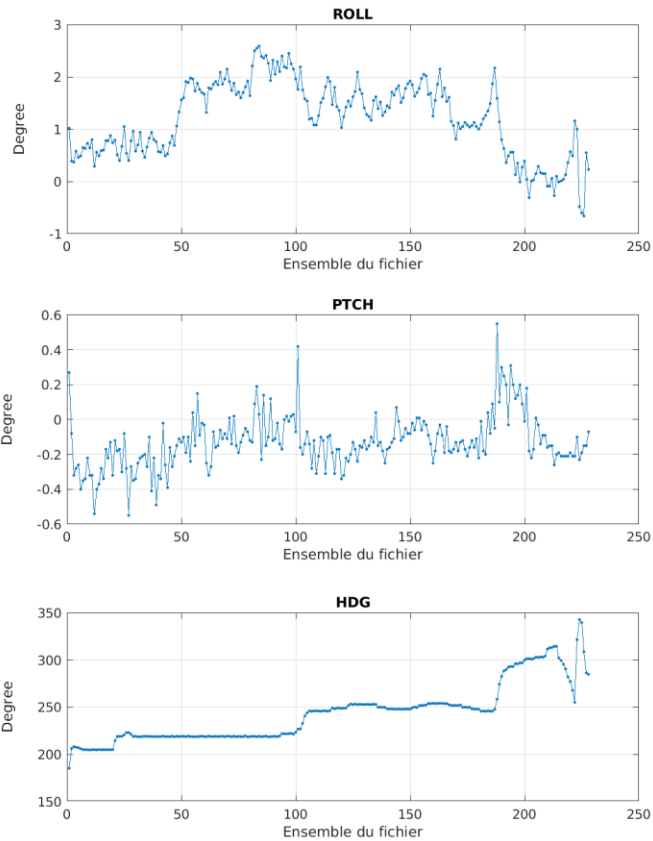 ROLL
3
2
1
0
-1
Degree
0 50 100 150 200 250
Ensemble du fichier
PTCH
0.6
0.4
0.2
0
-0.2
-0.4
-0.6
Degree
0 50 100 150 200 250
Ensemble du fichier
HDG
350
300
250
200
150
Degree
0 50 100 150 200 250
Ensemble du fichier